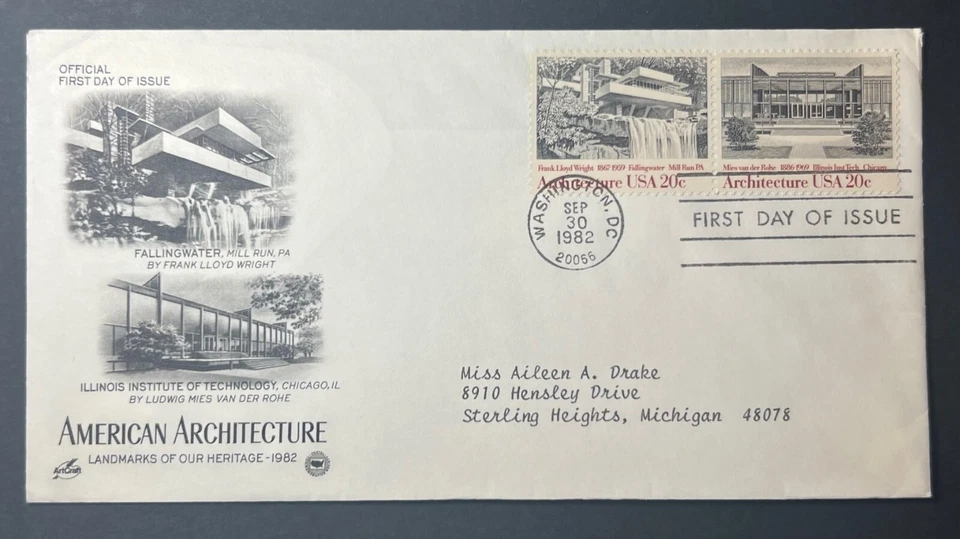 OFFICIAL
FIRST DAY OF ISSUE
FALLINGWATER, MILL RUN, PA
BY FRANK LLOYD WRIGHT
ILLINOIS INSTITUTE OF TECHNOLOGY, CHICAGO, IL
BY LUDWIG MIES VAN DER ROHE
AMERICAN ARCHITECTURE
LANDMARKS OF OUR HERITAGE-1982
ArtCraft
Frank Lloyd Wright 1867-1959 Fallingwater Mill Run PA
Architecture USA 20c
Mies van der Rohe 1886-1969 Illinois Inst Tech Chicago
Architecture USA 20c
WASHINGTON, DC
SEP
30
1982
20066
FIRST DAY OF ISSUE
Miss Aileen A. Drake
8910 Hensley Drive
Sterling Heights, Michigan 48078